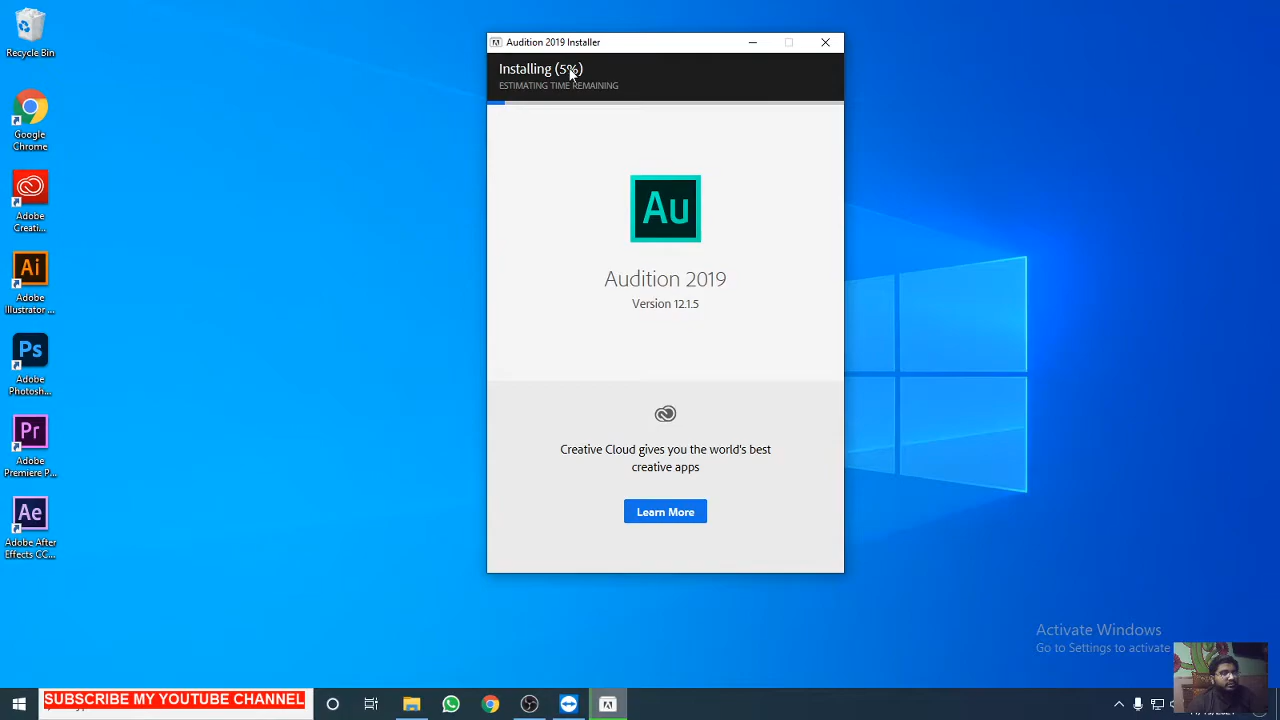 Recycle Bin
Google
Chrome
Adobe
Creati...
Ai
Adobe
Illustrator ...
Ps
Adobe
Photosh...
Pr
Adobe
Premiere P...
Ae
Adobe After
Effects CC...
Audition 2019 Installer
Installing (5%)
ESTIMATING TIME REMAINING
Au
Audition 2019
Version 12.1.5
Creative Cloud gives you the world's best
creative apps
Learn More
Activate Windows
Go to Settings to activate
SUBSCRIBE MY YOUTUBE CHANNEL